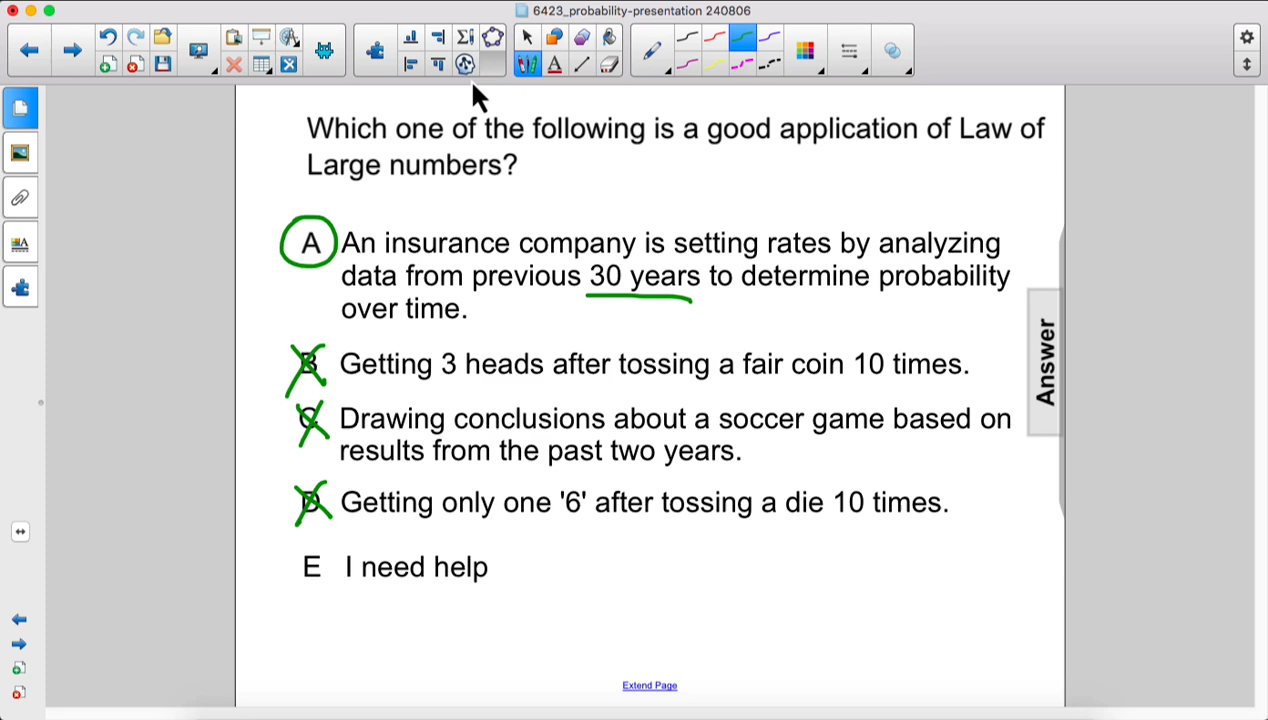 6423_probability-presentation 240806
Which one of the following is a good application of Law of
Large numbers?
A An insurance company is setting rates by analyzing
data from previous 30 years to determine probability
over time.
B Getting 3 heads after tossing a fair coin 10 times.
C Drawing conclusions about a soccer game based on
results from the past two years.
D Getting only one '6' after tossing a die 10 times.
E I need help
Answer
Extend Page